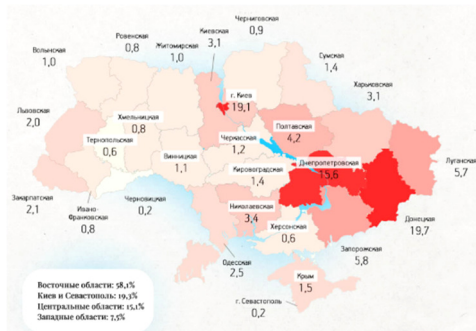 Черниговская
0,9
Киевская
3,1
Ровенская
0,8
Житомирская
1,0
Волынская
1,0
Сумская
1,4
Харьковская
3,1
г. Киев
19,1
Львовская
2,0
Хмельницкая
0,8
Полтавская
4,2
Черкасская
1,2
Тернопольская
0,6
Винницкая
1,1
Днепропетровская
15,6
Луганская
5,7
Кировоградская
1,4
Закарпатская
2,1
Ивано-
Франковская
0,8
Черновицкая
0,2
Николаевская
3,4
Донецкая
19,7
Херсонская
0,6
Запорожская
5,8
Одесская
2,5
Крым
1,5
г. Севастополь
0,2
Восточные области: 58,1%
Киев и Севастополь: 19,3%
Центральные области: 15,1%
Западные области: 7,5%